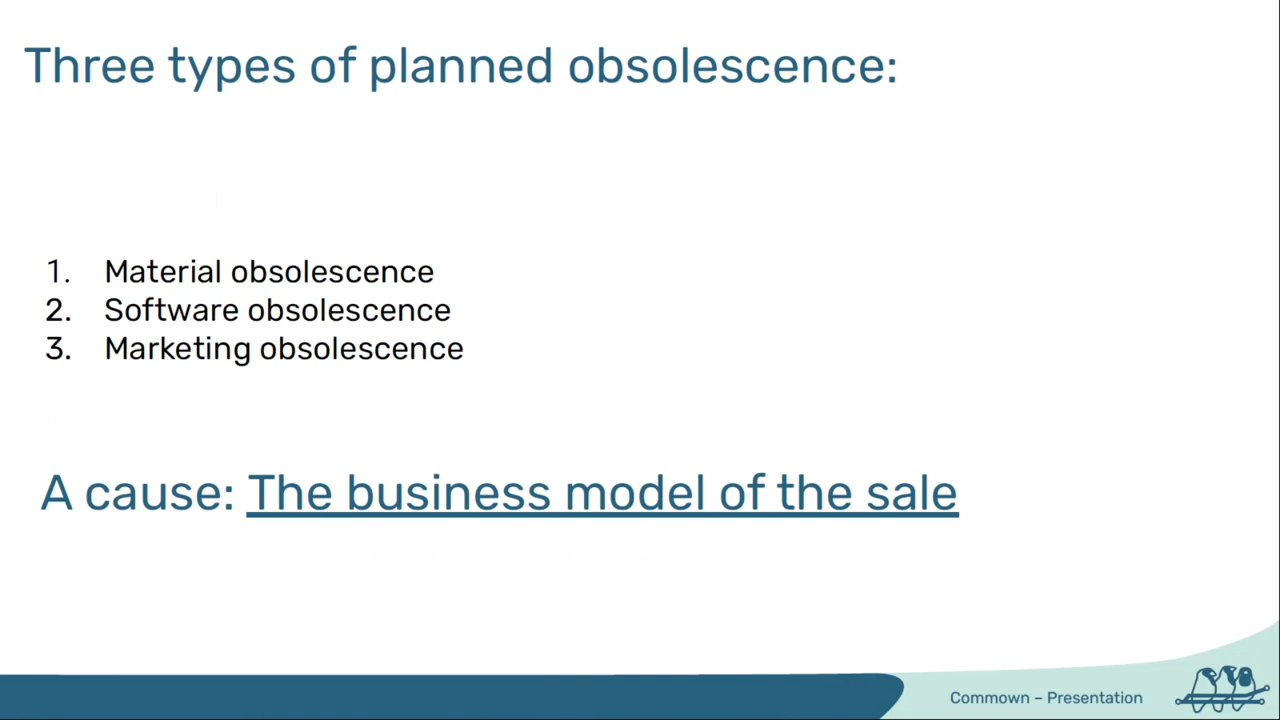 Three types of planned obsolescence:
1. Material obsolescence
2. Software obsolescence
3. Marketing obsolescence
A cause: The business model of the sale
Commown – Presentation